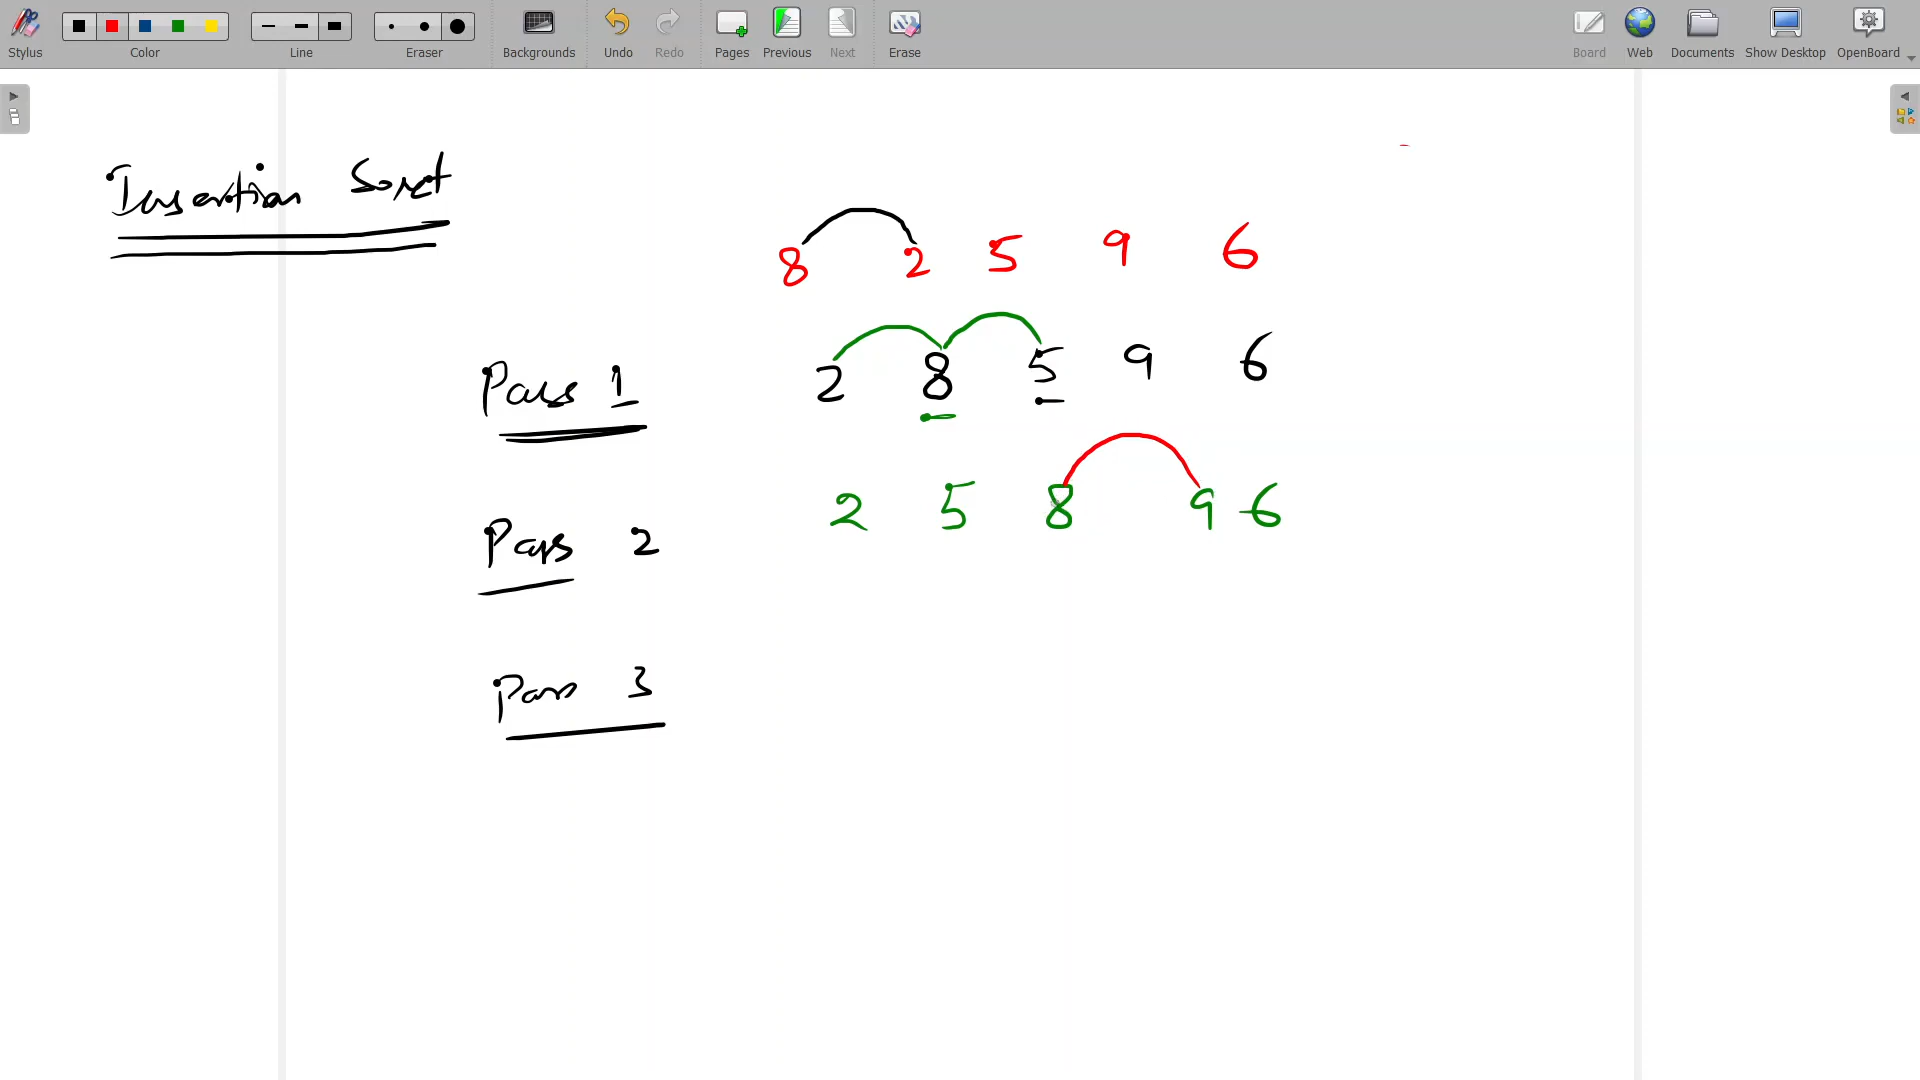 Stylus Color Line Eraser Backgrounds Undo Redo Pages Previous Next Erase Board Web Documents Show Desktop OpenBoard
Insertion Sort
8 2 5 9 6
Pass 1 2 8 5 9 6
Pass 2 2 5 8 9 6
Pass 3